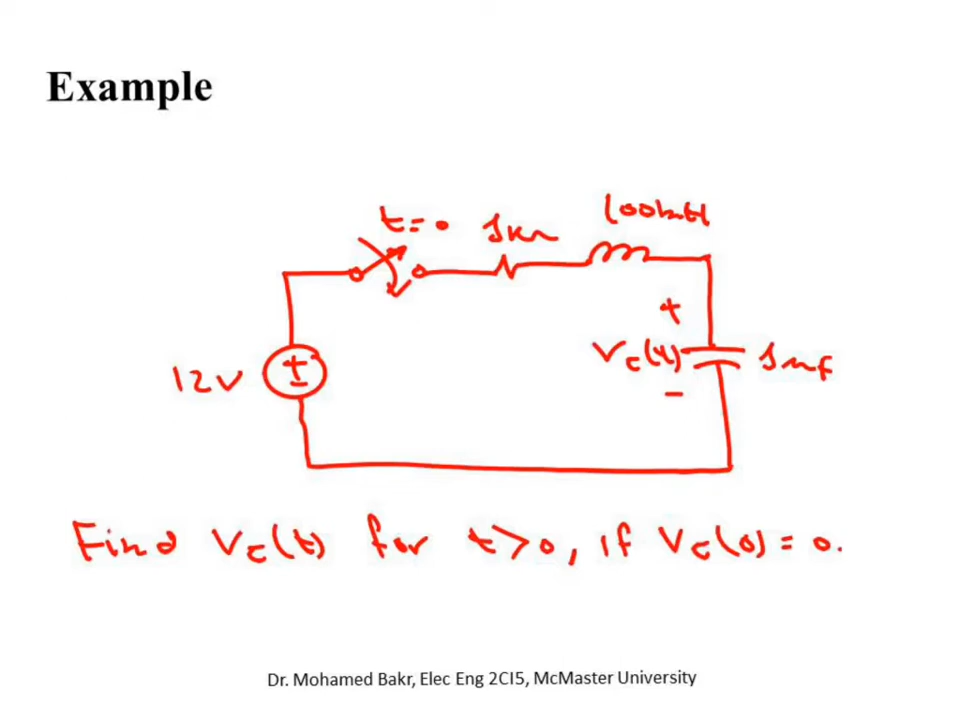 Example
t=0
1kΩ
100mH
+
Vc(t)
-
12V
+
-
Find Vc(t) for t>0, if Vc(0) = 0.
Dr. Mohamed Bakr, Elec Eng 2CI5, McMaster University